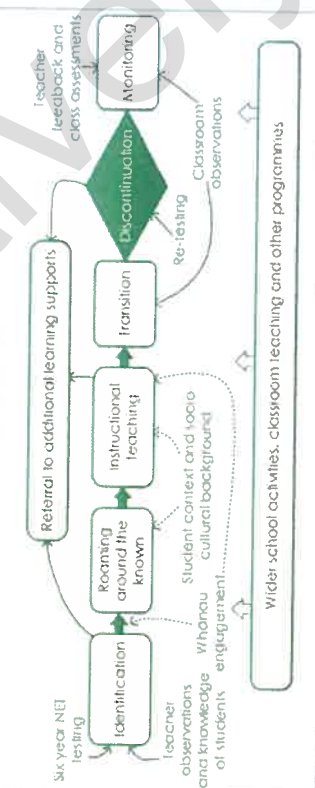 Six year NET
testing
Teacher
observations
and knowledge
of students
Identification
Referral to additional learning supports
Roaming
around the
known
Whanau
engagement
Student context and socio
cultural background
Instructional
teaching
Transition
Discontinuation
Re-testing
Classroom
observations
Monitoring
Teacher
feedback and
class assessments
Wider school activities, classroom teaching and other programmes